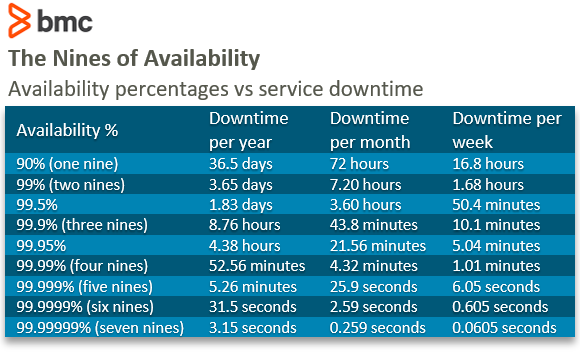 bmc
The Nines of Availability
Availability percentages vs service downtime
Availability % Downtime per year Downtime per month Downtime per week
90% (one nine) 36.5 days 72 hours 16.8 hours
99% (two nines) 3.65 days 7.20 hours 1.68 hours
99.5% 1.83 days 3.60 hours 50.4 minutes
99.9% (three nines) 8.76 hours 43.8 minutes 10.1 minutes
99.95% 4.38 hours 21.56 minutes 5.04 minutes
99.99% (four nines) 52.56 minutes 4.32 minutes 1.01 minutes
99.999% (five nines) 5.26 minutes 25.9 seconds 6.05 seconds
99.9999% (six nines) 31.5 seconds 2.59 seconds 0.605 seconds
99.99999% (seven nines) 3.15 seconds 0.259 seconds 0.0605 seconds